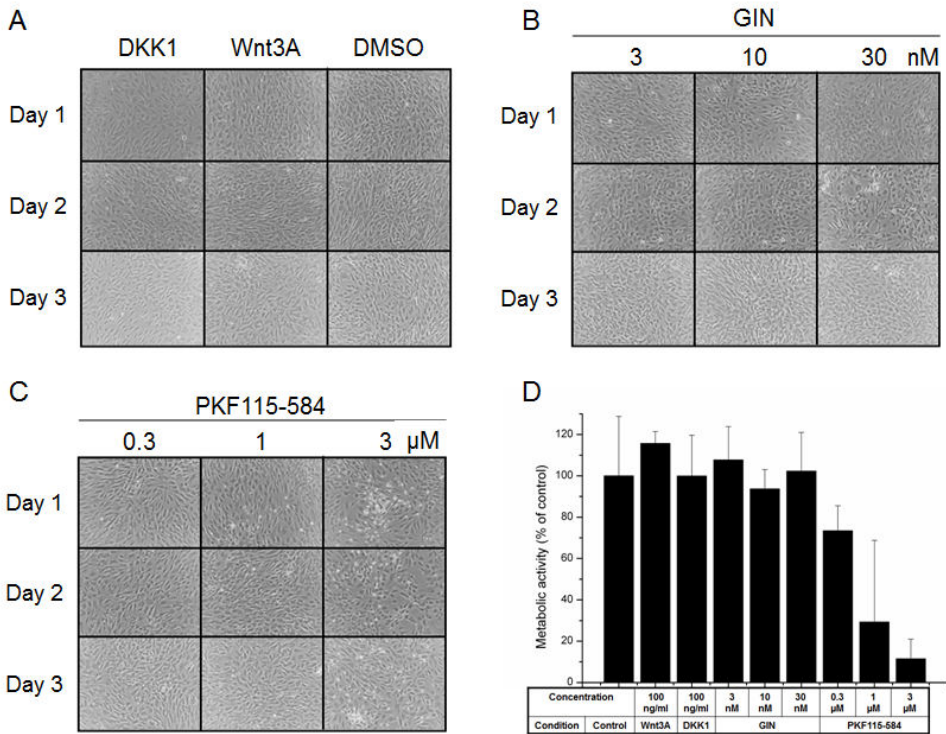 A
DKK1 Wnt3A DMSO
Day 1
Day 2
Day 3
B
GIN
3 10 30 nM
Day 1
Day 2
Day 3
C
PKF115-584
0.3 1 3 µM
Day 1
Day 2
Day 3
D
Metabolic activity (% of control)
140
120
100
80
60
40
20
0
Concentration 100 ng/ml 100 ng/ml 3 nM 10 nM 30 nM 0.3 µM 1 µM 3 µM
Condition Control Wnt3A DKK1 GIN PKF115-584